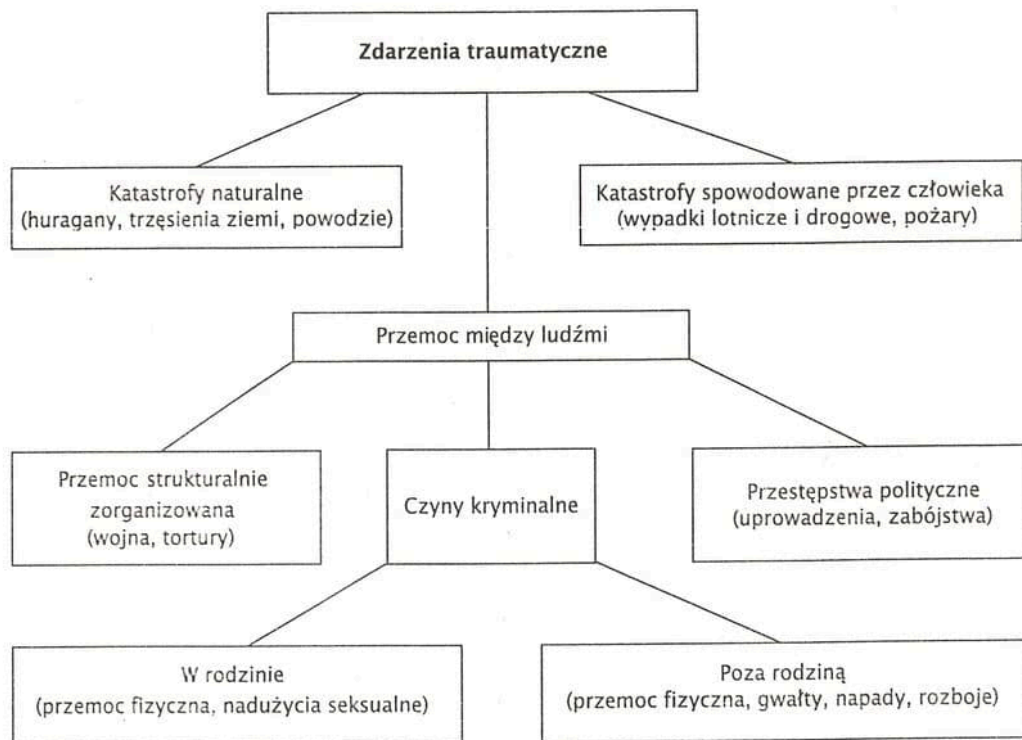 Zdarzenia traumatyczne
Katastrofy naturalne
(huragany, trzęsienia ziemi, powodzie)
Katastrofy spowodowane przez człowieka
(wypadki lotnicze i drogowe, pożary)
Przemoc między ludźmi
Przemoc strukturalnie
zorganizowana
(wojna, tortury)
Czyny kryminalne
Przestępstwa polityczne
(uprowadzenia, zabójstwa)
W rodzinie
(przemoc fizyczna, nadużycia seksualne)
Poza rodziną
(przemoc fizyczna, gwałty, napady, rozboje)